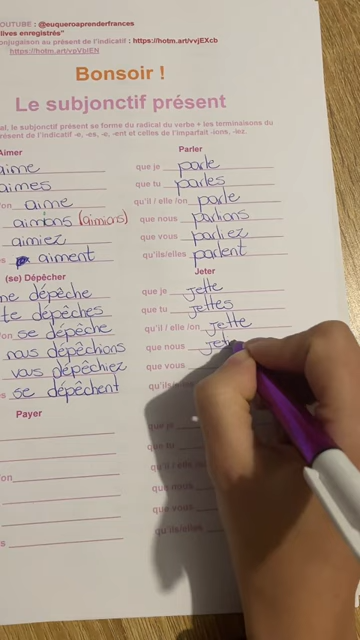 YOUTUBE : @euqueroaprenderfrances
lives enregistrés"
conjugaison au présent de l'indicatif : https://hotm.art/vvjEXcb
https://hotm.art/vpVbIEN
Bonsoir !
Le subjonctif présent
le subjonctif présent se forme du radical du verbe + les terminaisons du
présent de l'indicatif -e, -es, -e, -ent et celles de l'imparfait -ions, -iez.
Aimer
aime
aimes
aime
aimions (aimions)
aimiez
aiment
Parler
que je parle
que tu parles
qu'il / elle /on parle
que nous parlions
que vous parliez
qu'ils/elles parlent
(se) Dépêcher
me dépêche
te dépêches
se dépêche
nous dépêchions
vous dépêchiez
se dépêchent
Jeter
que je jette
que tu jettes
qu'il / elle /on jette
que nous jet
que vous
Payer
que je
que tu
qu'il / elle
que nous
que vous
qu'ils/elles